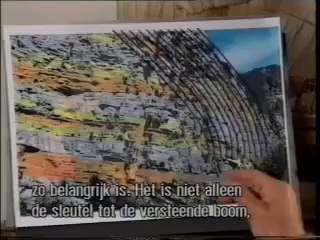 zo belangrijk is. Het is niet alleen
de sleutel tot de versteende boom,